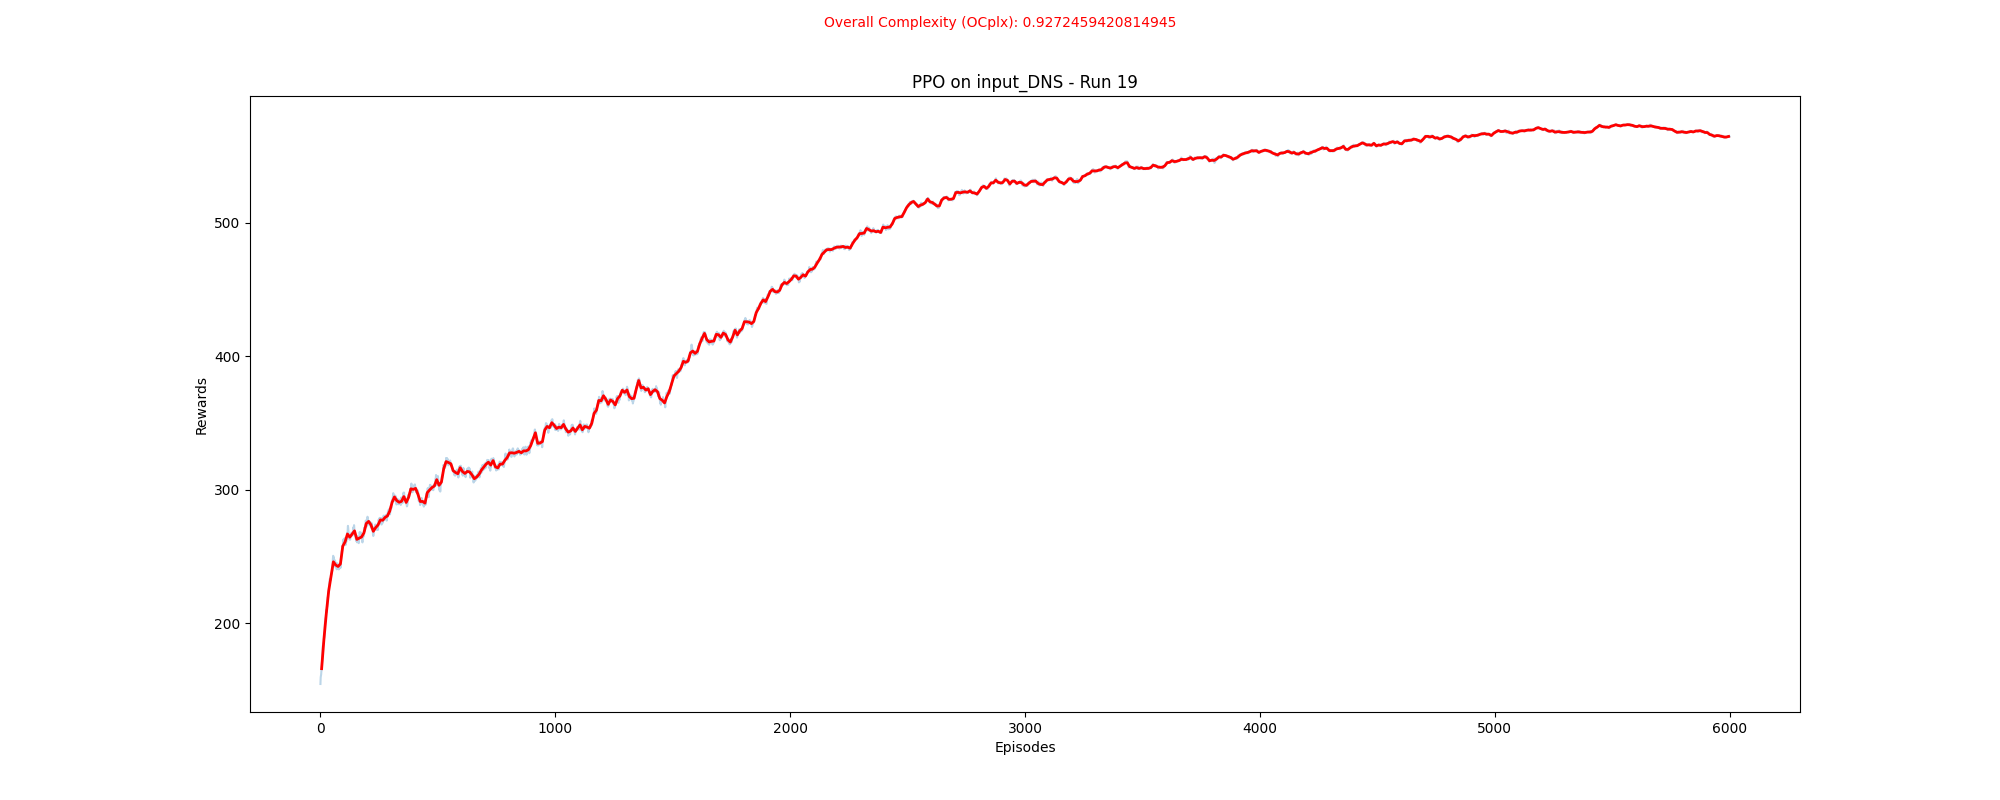 Overall Complexity (OCplx): 0.9272459420814945
PPO on input_DNS - Run 19
500
400
300
200
Rewards
0 1000 2000 3000 4000 5000 6000
Episodes